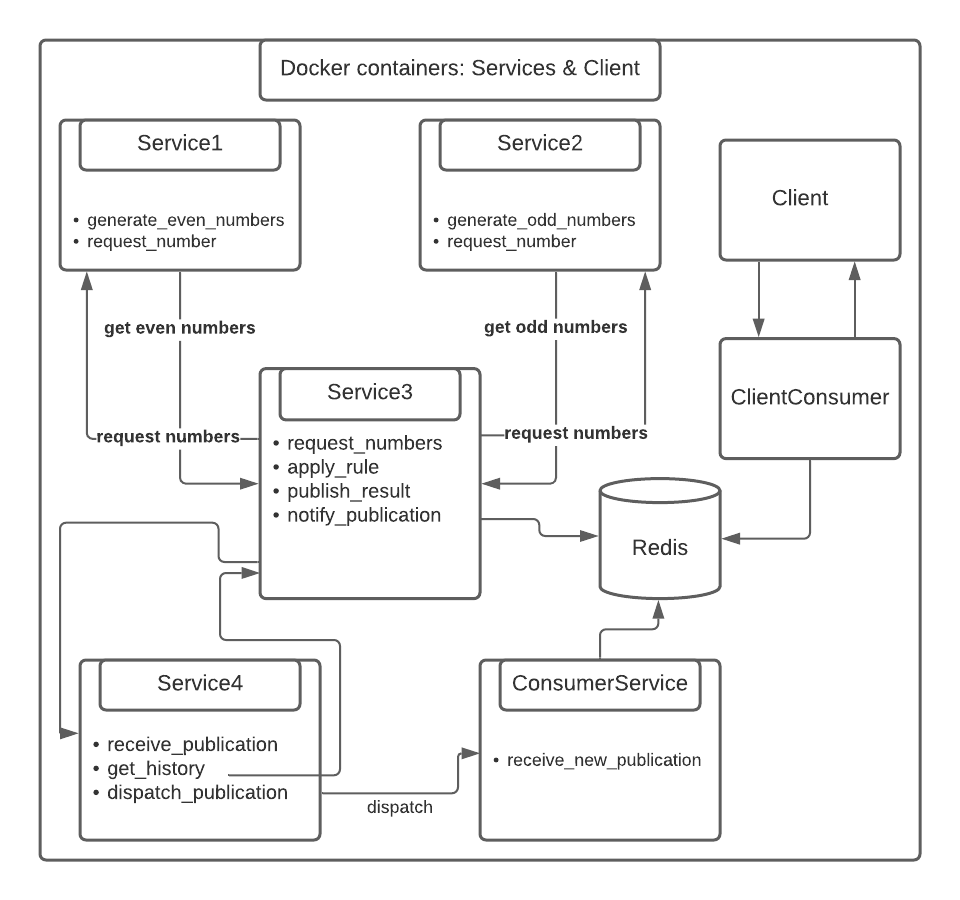 Docker containers: Services & Client
Service1
• generate_even_numbers
• request_number
Service2
• generate_odd_numbers
• request_number
Client
get even numbers
get odd numbers
ClientConsumer
request numbers
request numbers
Service3
• request_numbers
• apply_rule
• publish_result
• notify_publication
Redis
Service4
• receive_publication
• get_history
• dispatch_publication
dispatch
ConsumerService
• receive_new_publication